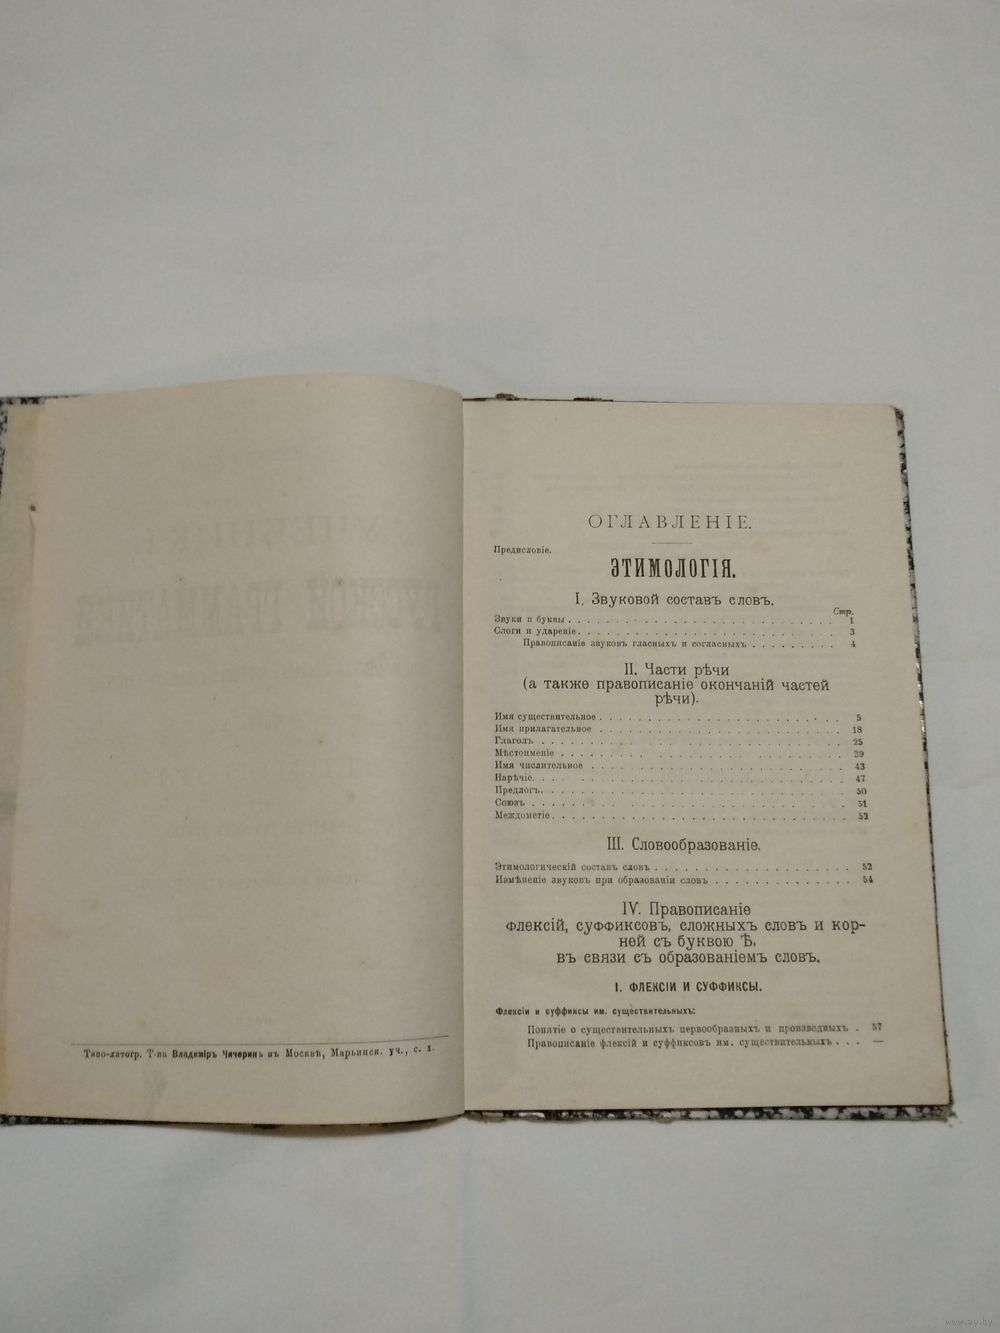 Типо-литогр. Т-ва Владимiръ Чичеринъ въ Москвѣ, Марьинск. уч., с. д.
ОГЛАВЛЕНІЕ.
Предисловіе.
ЭТИМОЛОГІЯ.
I. Звуковой составъ словъ.
Стр.
Звуки и буквы . . . . . . . . . . . . . . . . . . . . . . 1
Слоги и удареніе. . . . . . . . . . . . . . . . . . . . . 3
Правописаніе звуковъ гласныхъ и согласныхъ . . . . . . . . . 4
II. Части рѣчи
(а также правописаніе окончаній частей
рѣчи).
Имя существительное . . . . . . . . . . . . . . . . . . . . 5
Имя прилагательное . . . . . . . . . . . . . . . . . . . . 18
Глаголъ . . . . . . . . . . . . . . . . . . . . . . . . 25
Мѣстоименіе . . . . . . . . . . . . . . . . . . . . . . . 39
Имя числительное . . . . . . . . . . . . . . . . . . . . . 43
Нарѣчіе. . . . . . . . . . . . . . . . . . . . . . . . . 47
Предлогъ. . . . . . . . . . . . . . . . . . . . . . . . . 50
Союзъ . . . . . . . . . . . . . . . . . . . . . . . . . 51
Междометіе. . . . . . . . . . . . . . . . . . . . . . . . 52
III. Словообразованіе.
Этимологическій составъ словъ . . . . . . . . . . . . . . . . . 52
Измѣненіе звуковъ при образованіи словъ . . . . . . . . . . . . 54
IV. Правописаніе
флексій, суффиксовъ, сложныхъ словъ и кор-
ней съ буквою Ѣ,
въ связи съ образованіемъ словъ.
I. ФЛЕКСІИ И СУФФИКСЫ.
Флексіи и суффиксы им. существительныхъ:
Понятіе о существительныхъ первообразныхъ и производныхъ . 57
Правописаніе флексій и суффиксовъ им. существительныхъ . . . —
www.ay.by